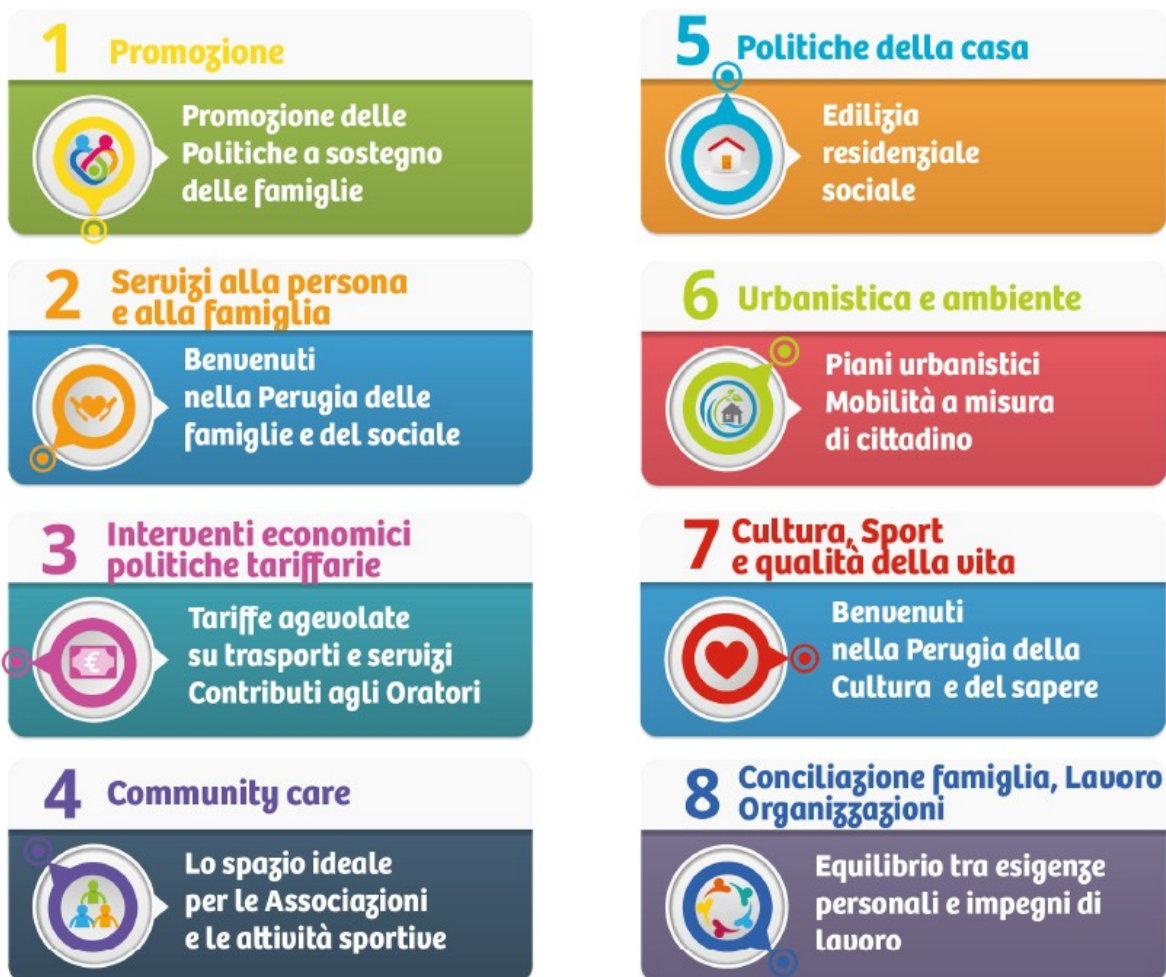 1 Promozione
Promozione delle
Politiche a sostegno
delle famiglie
2 Servizi alla persona
e alla famiglia
Benvenuti
nella Perugia delle
famiglie e del sociale
3 Interventi economici
politiche tariffarie
€
Tariffe agevolate
su trasporti e servizi
Contributi agli Oratori
4 Community care
Lo spazio ideale
per le Associazioni
e le attività sportive
5 Politiche della casa
Edilizia
residenziale
sociale
6 Urbanistica e ambiente
Piani urbanistici
Mobilità a misura
di cittadino
7 Cultura, Sport
e qualità della vita
Benvenuti
nella Perugia della
Cultura e del sapere
8 Conciliazione famiglia, Lavoro
Organizzazioni
Equilibrio tra esigenze
personali e impegni di
lavoro